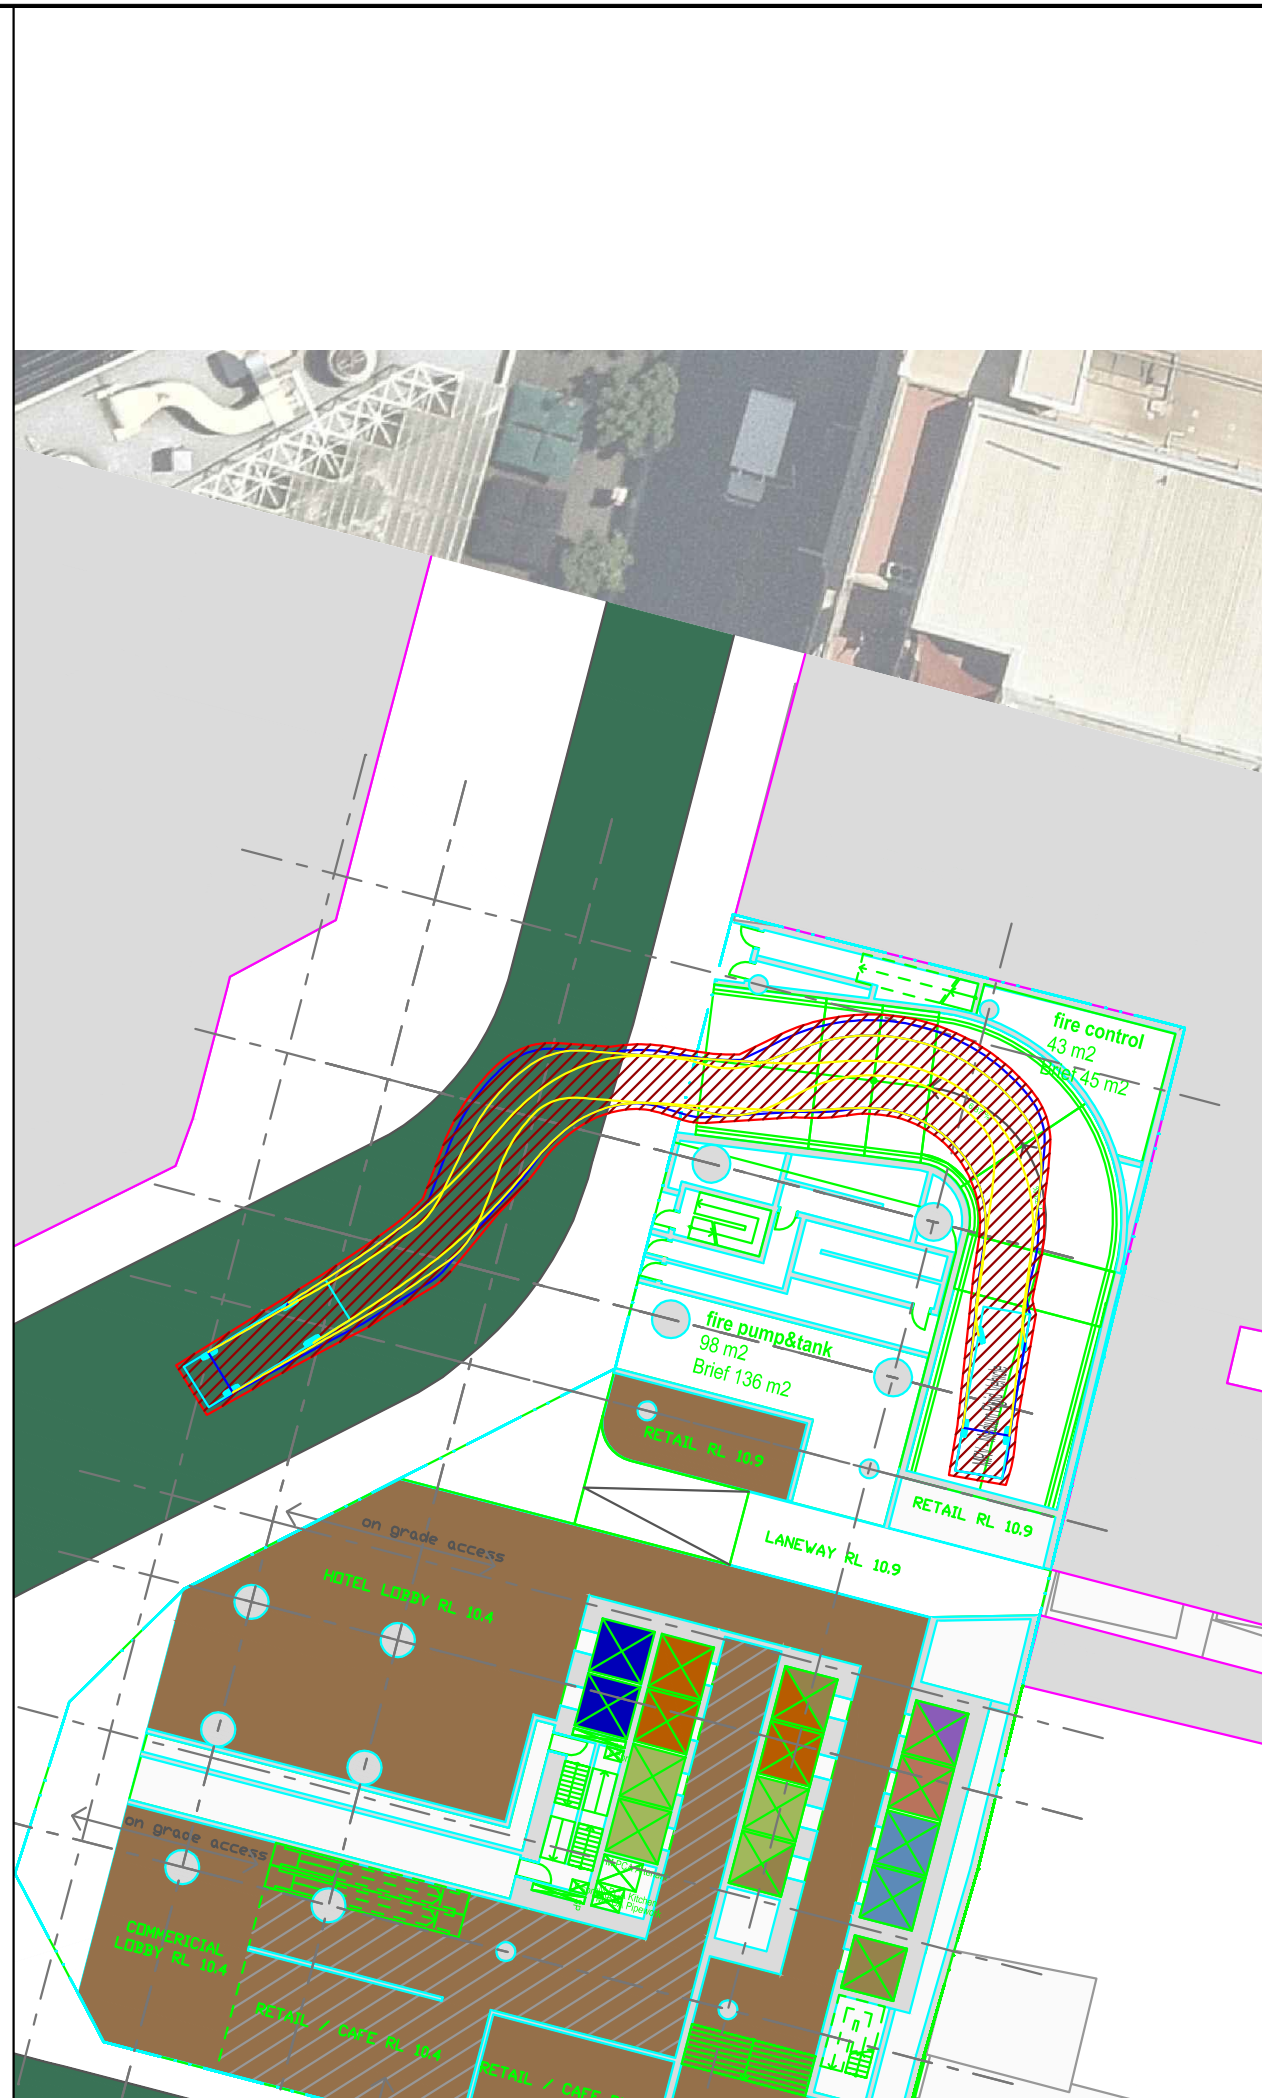 fire control
43 m2
Brief 45 m2
fire pump&tank
98 m2
Brief 136 m2
RETAIL RL 10.9
RETAIL RL 10.9
LANEWAY RL 10.9
on grade access
HOTEL LOBBY RL 10.4
on grade access
COMMERICIAL
LOBBY RL 10.4
RETAIL / CAFE RL 10.4
RETAIL / CAFE